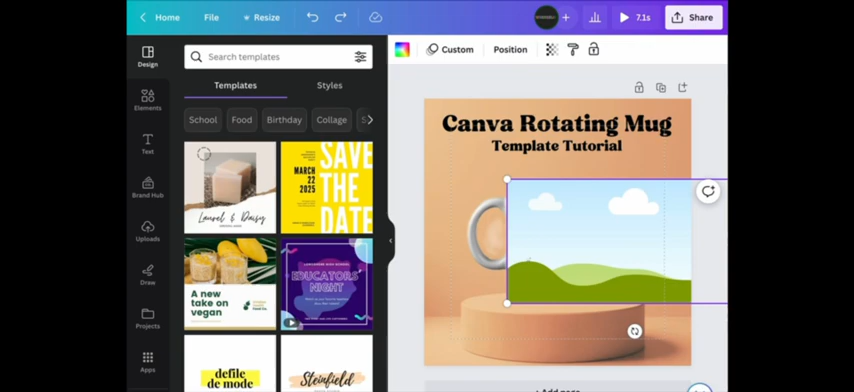 Home File Resize 7.1s Share
Design
Elements
Text
Brand Hub
Uploads
Draw
Projects
Apps
Search templates
Templates Styles
School Food Birthday Collage
Laurel & Daisy
MARCH
22
2025
SAVE
THE
DATE
A new
take on
vegan
EDUCATORS'
NIGHT
defile
de mode
Steinfield
Custom Position
Canva Rotating Mug
Template Tutorial